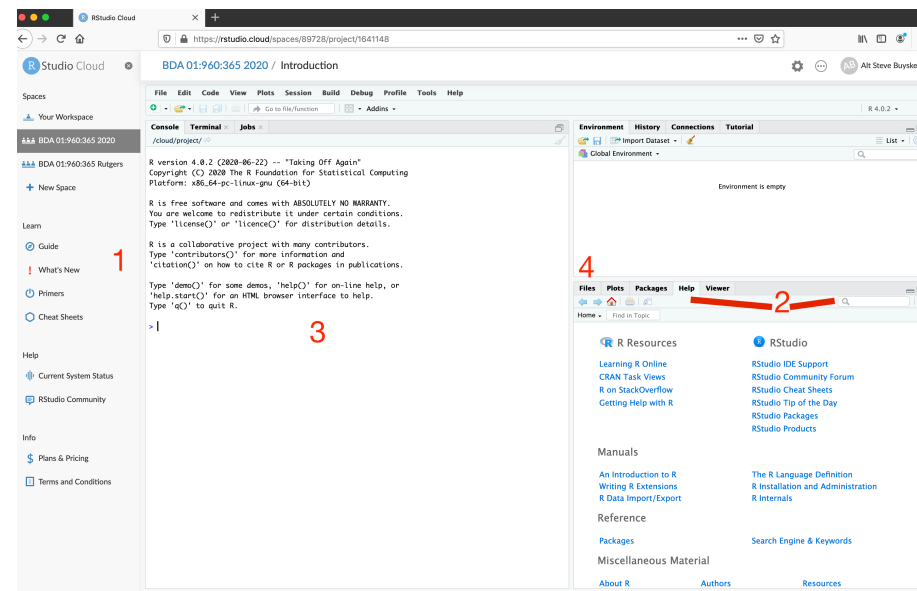 RStudio Cloud
https://rstudio.cloud/spaces/89728/project/1641148
Studio Cloud
BDA 01:960:365 2020 / Introduction
AB Alt Steve Buyske
Spaces
Your Workspace
BDA 01:960:365 2020
BDA 01:960:365 Rutgers
New Space
Learn
Guide
What's New
Primers
Cheat Sheets
Help
Current System Status
RStudio Community
Info
Plans & Pricing
Terms and Conditions
1
File Edit Code View Plots Session Build Debug Profile Tools Help
Go to file/function
Addins
R 4.0.2
Console Terminal Jobs
/cloud/project/
R version 4.0.2 (2020-06-22) -- "Taking Off Again"
Copyright (C) 2020 The R Foundation for Statistical Computing
Platform: x86_64-pc-linux-gnu (64-bit)
R is free software and comes with ABSOLUTELY NO WARRANTY.
You are welcome to redistribute it under certain conditions.
Type 'license()' or 'licence()' for distribution details.
R is a collaborative project with many contributors.
Type 'contributors()' for more information and
'citation()' on how to cite R or R packages in publications.
Type 'demo()' for some demos, 'help()' for on-line help, or
'help.start()' for an HTML browser interface to help.
Type 'q()' to quit R.
>
3
Environment History Connections Tutorial
Import Dataset
List
Global Environment
Environment is empty
4
Files Plots Packages Help Viewer
2
Home Find in Topic
R Resources
Learning R Online
CRAN Task Views
R on StackOverflow
Getting Help with R
RStudio
RStudio IDE Support
RStudio Community Forum
RStudio Cheat Sheets
RStudio Tip of the Day
RStudio Packages
RStudio Products
Manuals
An Introduction to R
Writing R Extensions
R Data Import/Export
The R Language Definition
R Installation and Administration
R Internals
Reference
Packages
Search Engine & Keywords
Miscellaneous Material
About R
Authors
Resources